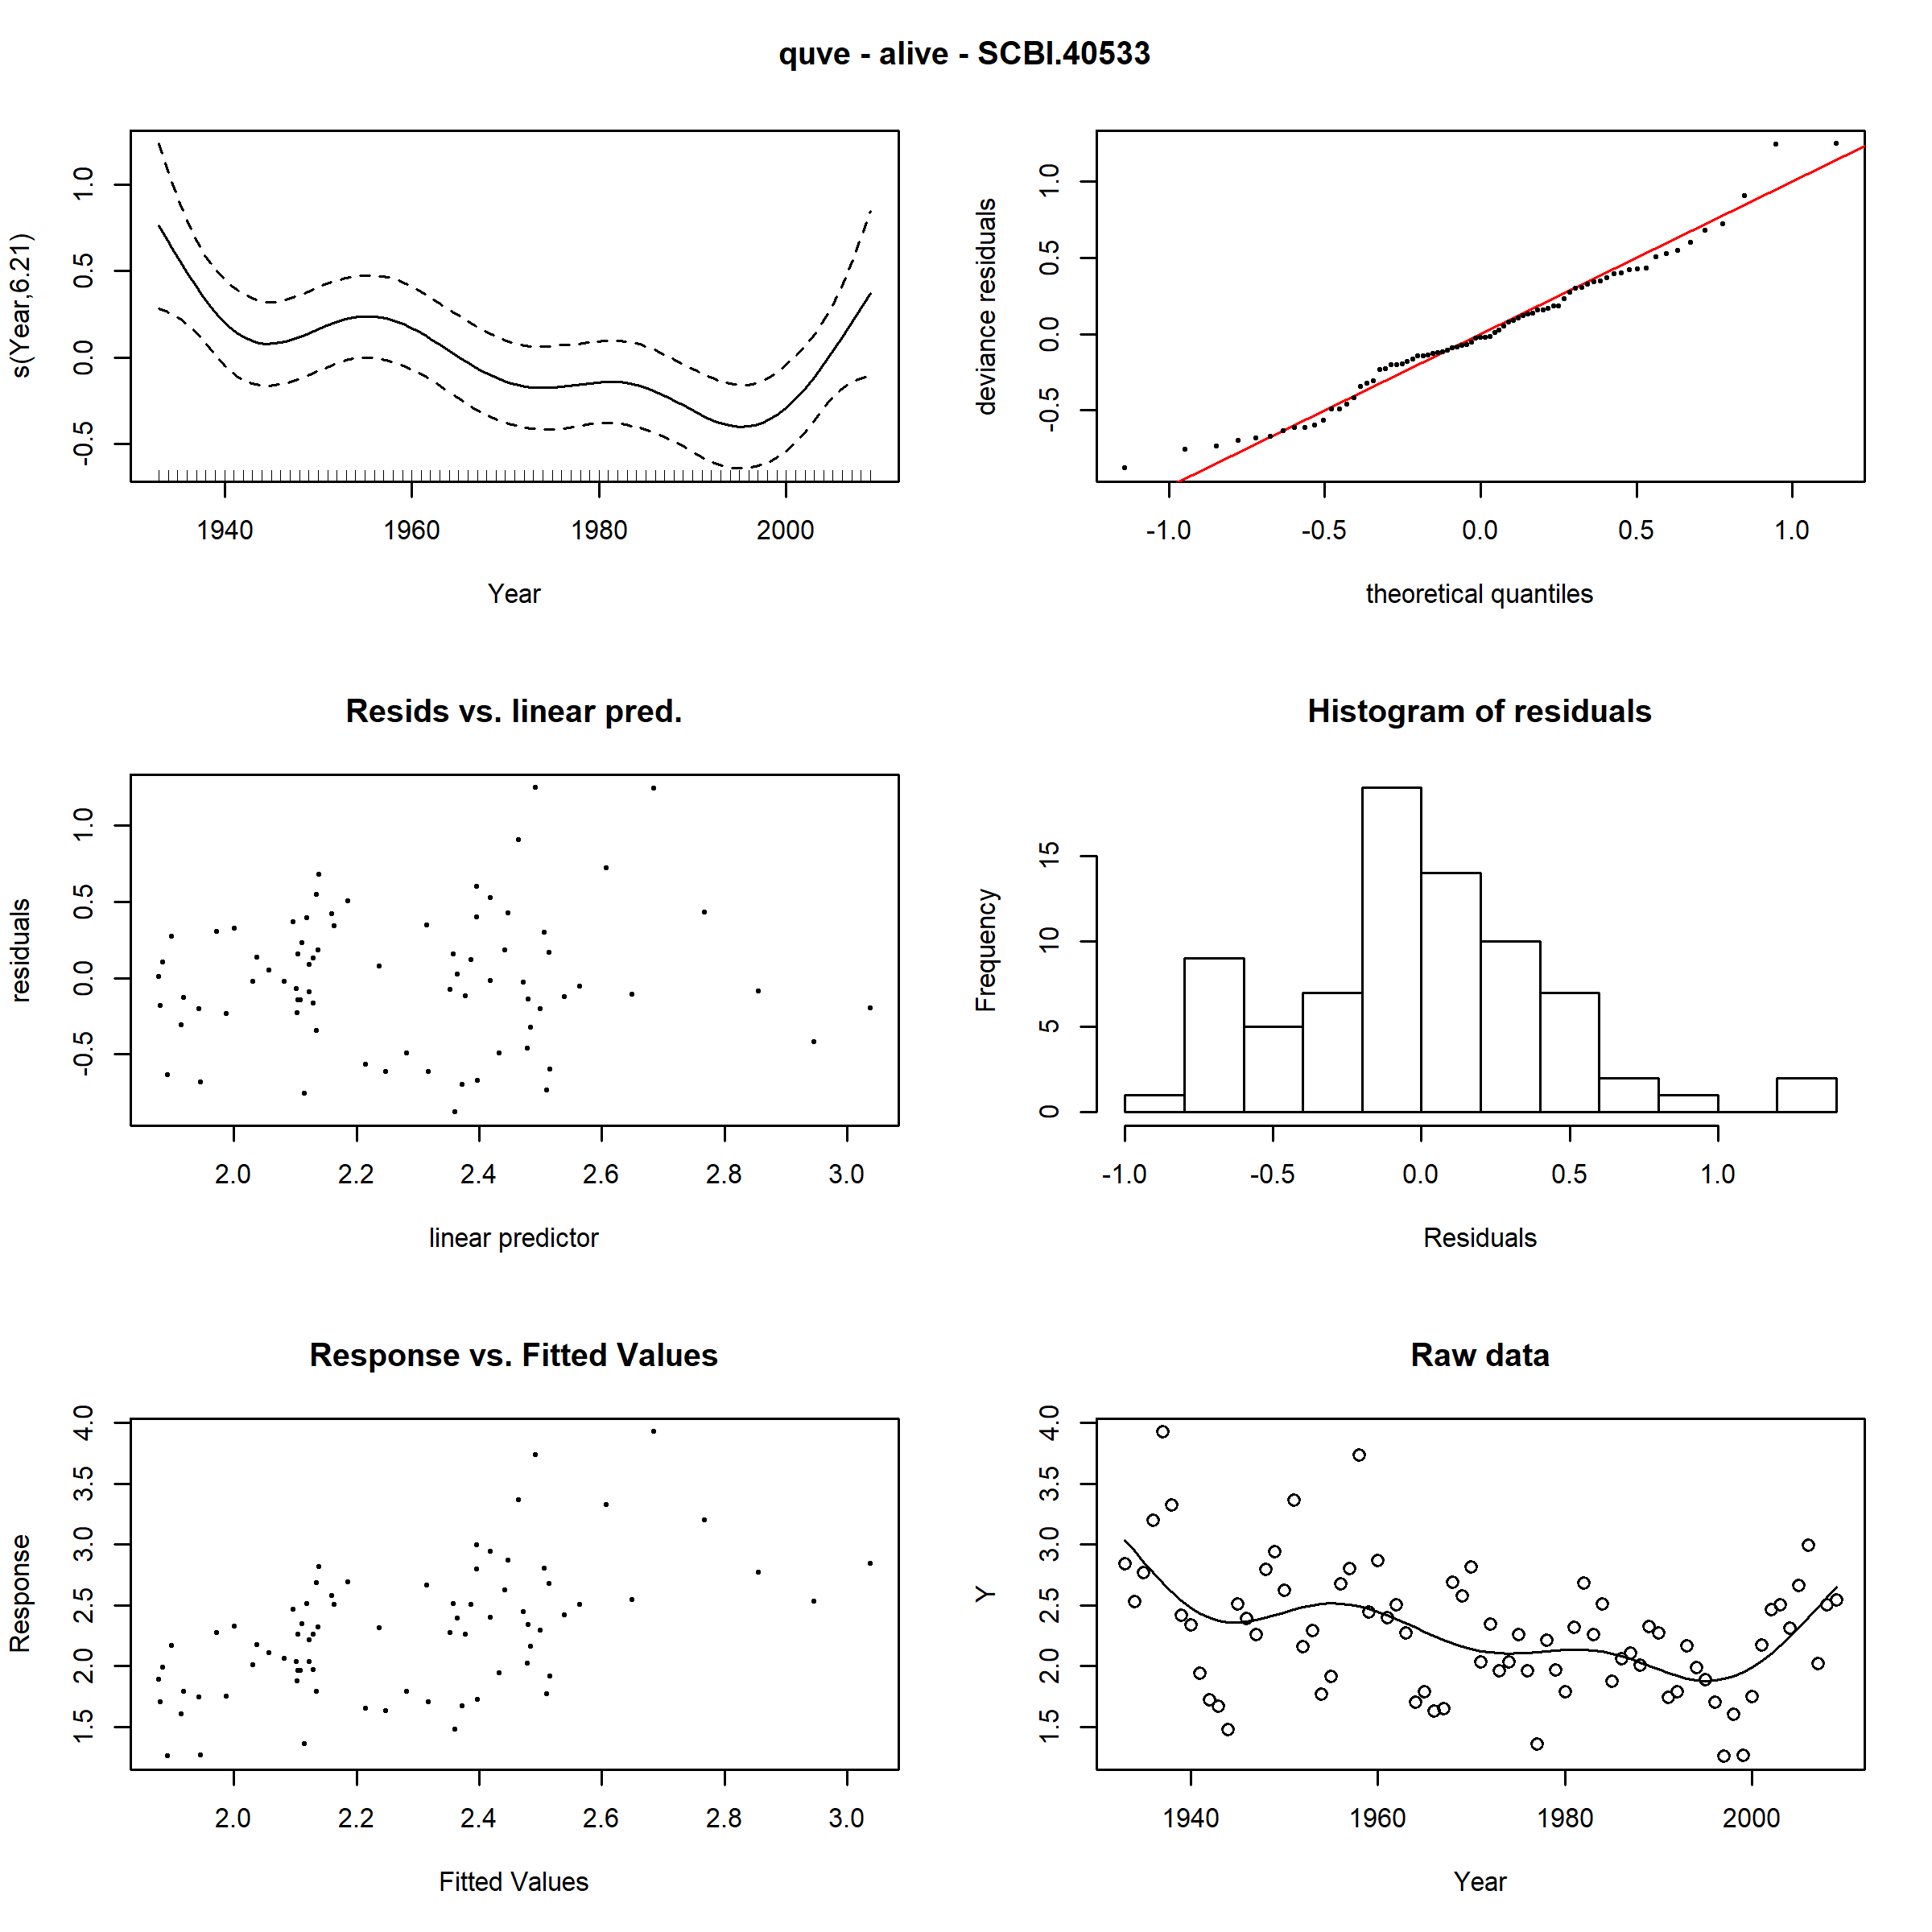 quve - alive - SCBI.40533
s(Year,6.21)
1.0
0.5
0.0
-0.5
1940 1960 1980 2000
Year
deviance residuals
1.0
0.5
0.0
-0.5
-1.0 -0.5 0.0 0.5 1.0
theoretical quantiles
Resids vs. linear pred.
residuals
1.0
0.5
0.0
-0.5
2.0 2.2 2.4 2.6 2.8 3.0
linear predictor
Histogram of residuals
Frequency
15
10
5
0
-1.0 -0.5 0.0 0.5 1.0
Residuals
Response vs. Fitted Values
Response
4.0
3.5
3.0
2.5
2.0
1.5
2.0 2.2 2.4 2.6 2.8 3.0
Fitted Values
Raw data
Y
4.0
3.5
3.0
2.5
2.0
1.5
1940 1960 1980 2000
Year